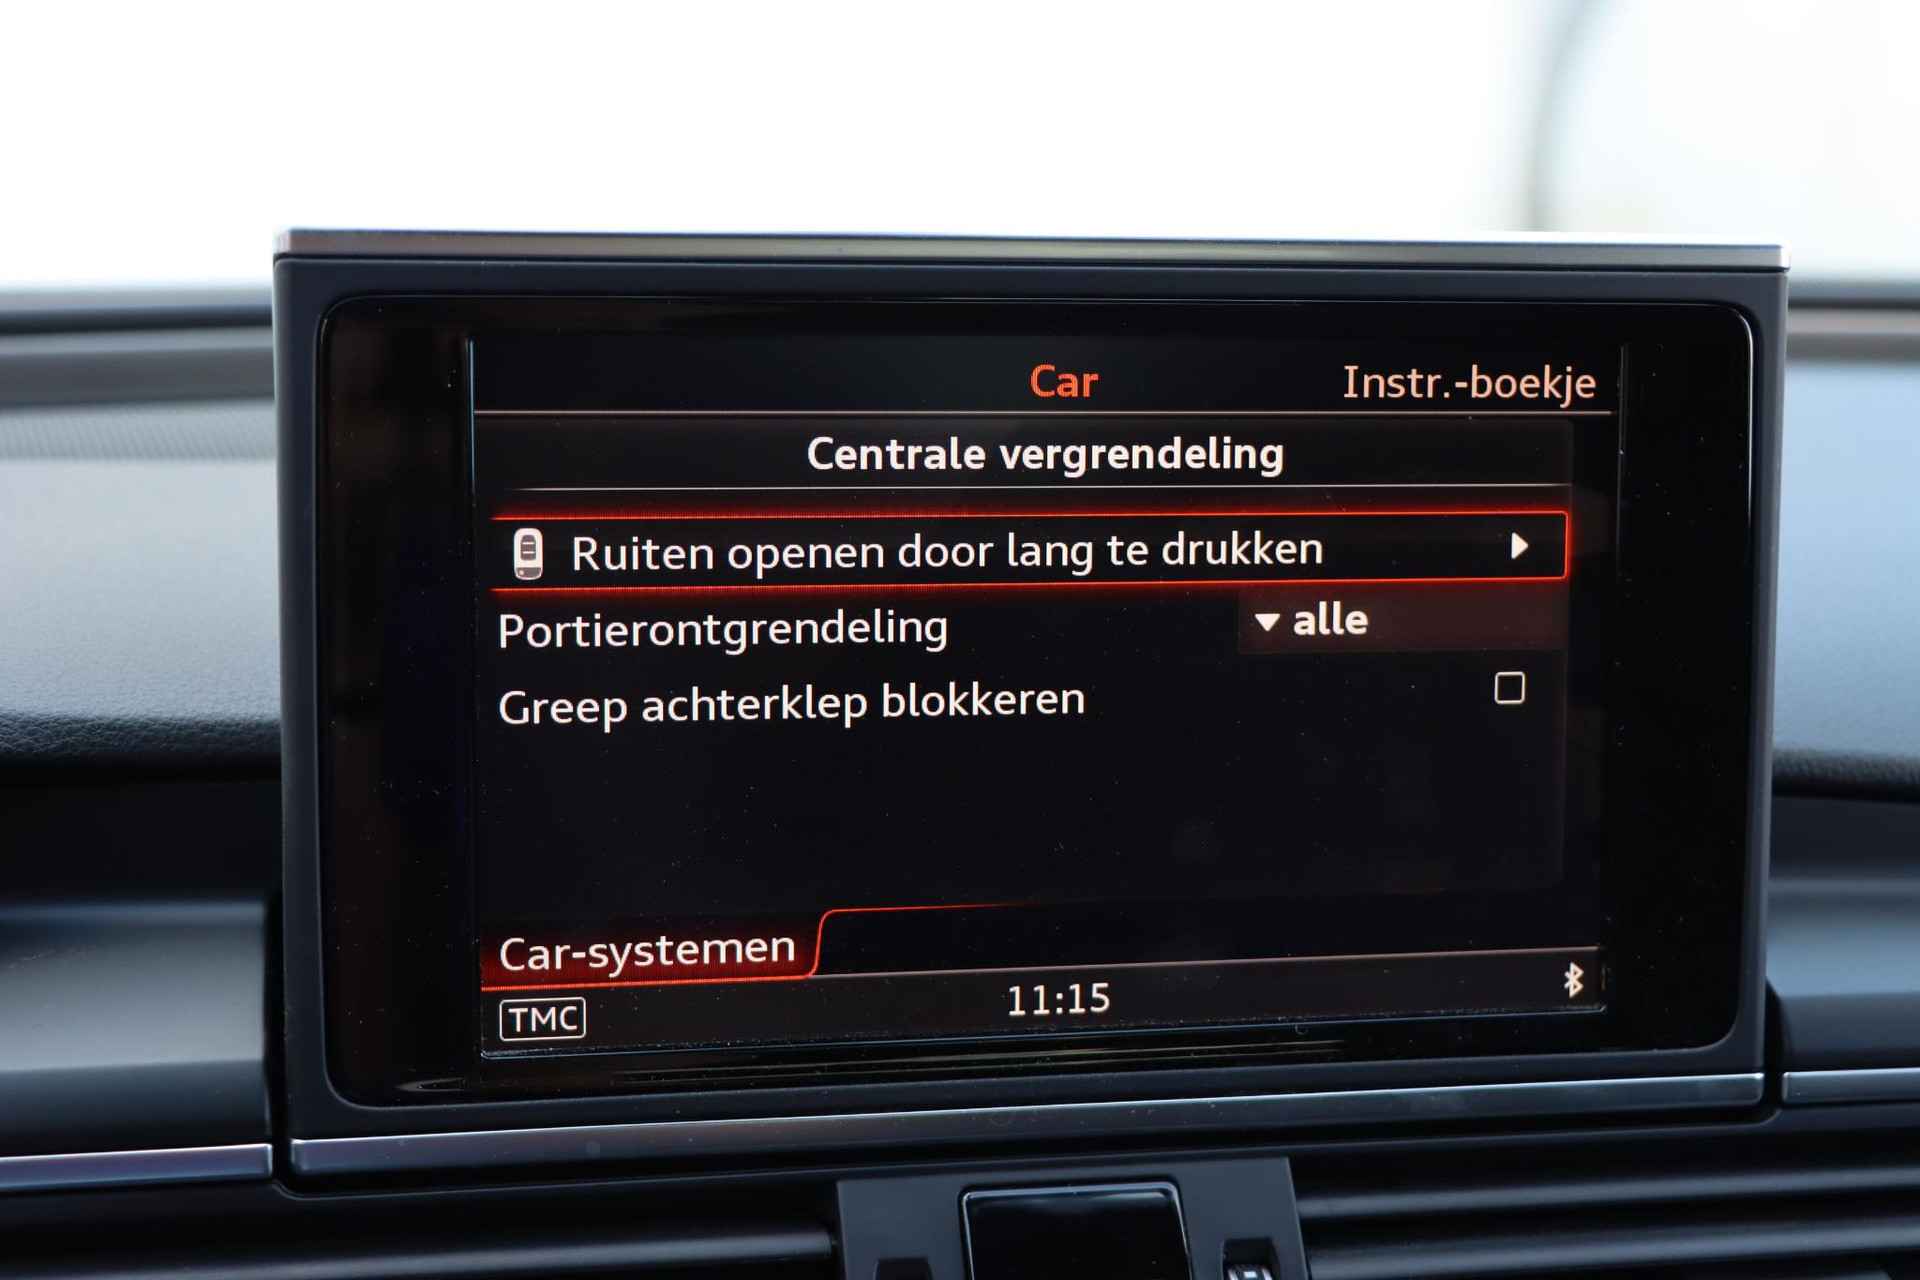 Car
Instr.-boekje
Centrale vergrendeling
Ruiten openen door lang te drukken
Portierontgrendeling alle
Greep achterklep blokkeren
Car-systemen
TMC 11:15